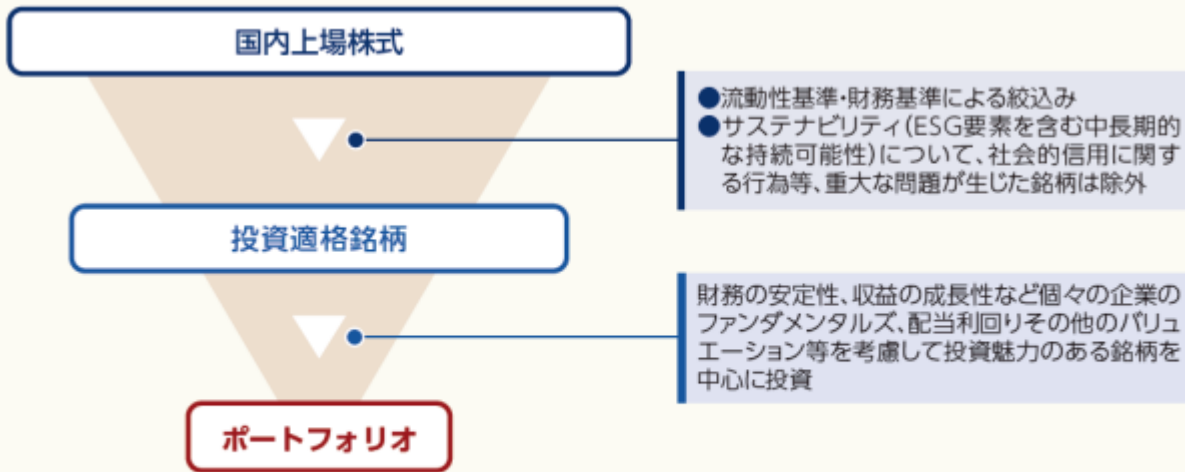 国内上場株式
●流動性基準・財務基準による絞込み
●サステナビリティ(ESG要素を含む中長期的
な持続可能性)について、社会的信用に関す
る行為等、重大な問題が生じた銘柄は除外
投資適格銘柄
財務の安定性、収益の成長性など個々の企業の
ファンダメンタルズ、配当利回りその他のバリュ
エーション等を考慮して投資魅力のある銘柄を
中心に投資
ポートフォリオ